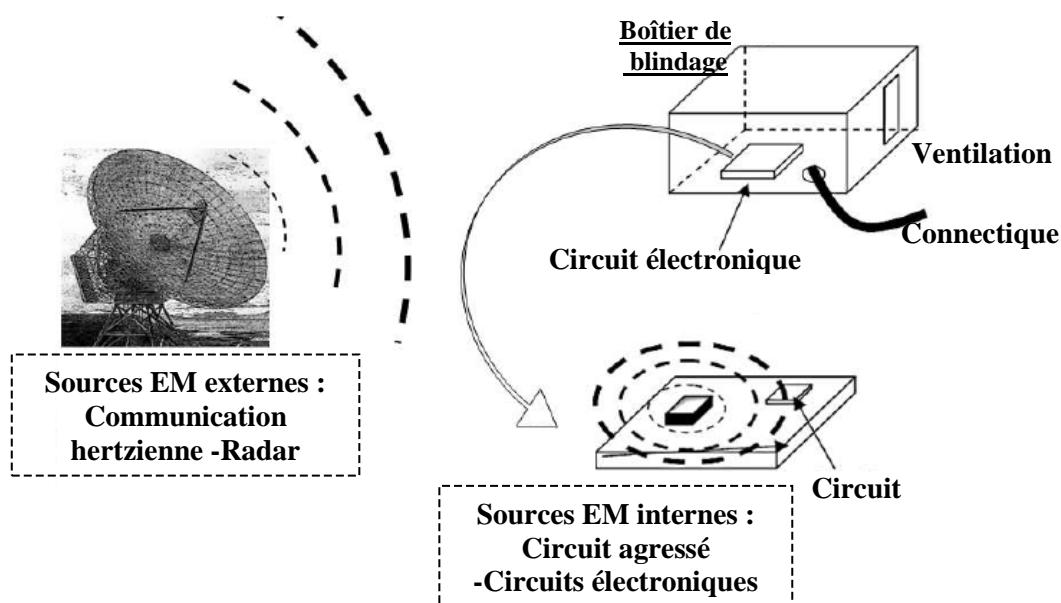 Boîtier de
blindage
Ventilation
Connectique
Circuit électronique
Sources EM externes :
Communication
hertzienne -Radar
Circuit
Sources EM internes :
Circuit agressé
-Circuits électroniques